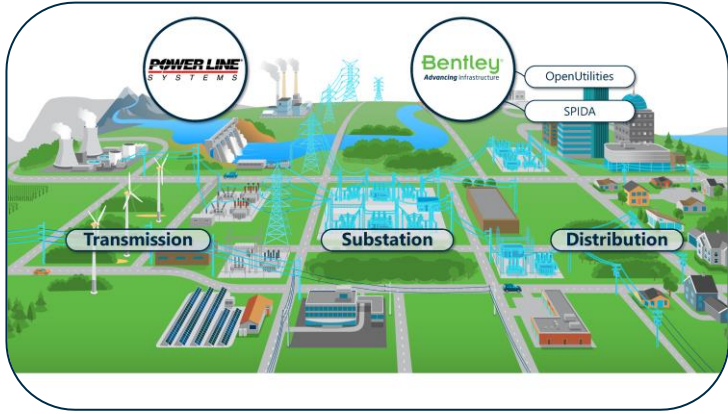 POWER LINE
SYSTEMS
Bentley
Advancing Infrastructure
OpenUtilities
SPIDA
Transmission
Substation
Distribution